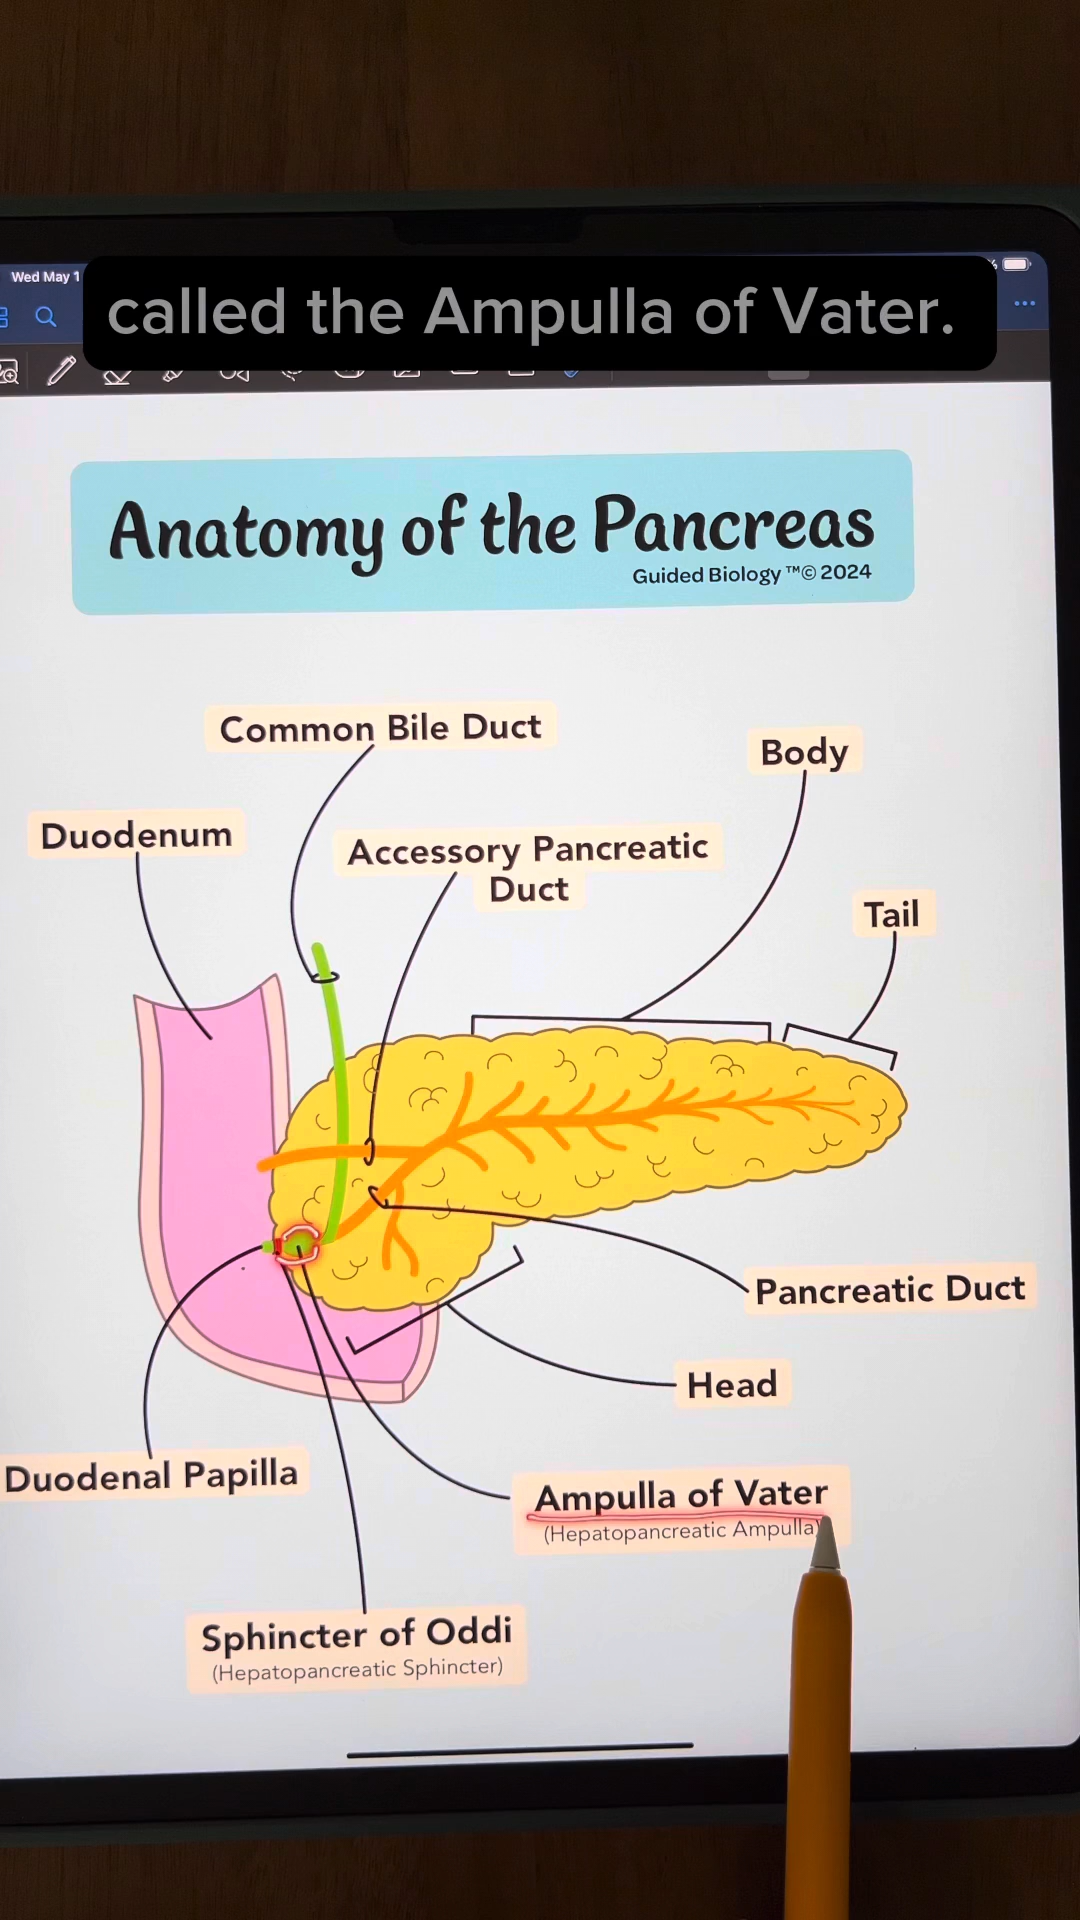 Wed May 1
called the Ampulla of Vater.
Anatomy of the Pancreas
Guided Biology ™© 2024
Common Bile Duct
Body
Duodenum
Accessory Pancreatic
Duct
Tail
Pancreatic Duct
Head
Duodenal Papilla
Ampulla of Vater
(Hepatopancreatic Ampulla)
Sphincter of Oddi
(Hepatopancreatic Sphincter)